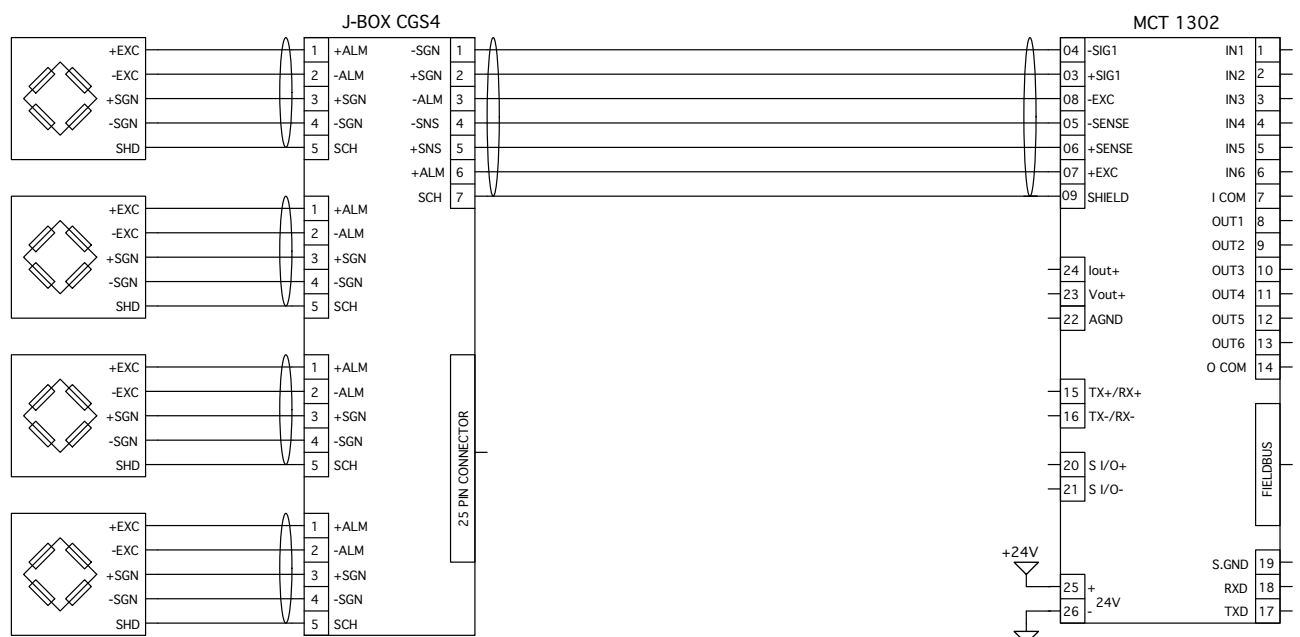 J-BOX CGS4
MCT 1302
+EXC 1 +ALM -SGN 1 04 -SIG1 IN1 1
-EXC 2 -ALM +SGN 2 03 +SIG1 IN2 2
+SGN 3 +SGN -ALM 3 08 -EXC IN3 3
-SGN 4 -SGN -SNS 4 05 -SENSE IN4 4
SHD 5 SCH +SNS 5 06 +SENSE IN5 5
+ALM 6 07 +EXC IN6 6
SCH 7 09 SHIELD I COM 7
+EXC 1 +ALM OUT1 8
-EXC 2 -ALM OUT2 9
+SGN 3 +SGN 24 Iout+ OUT3 10
-SGN 4 -SGN 23 Vout+ OUT4 11
SHD 5 SCH 22 AGND OUT5 12
OUT6 13
+EXC 1 +ALM O COM 14
-EXC 2 -ALM 15 TX+/RX+
+SGN 3 +SGN 16 TX-/RX-
-SGN 4 -SGN
SHD 5 SCH 20 S I/O+
21 S I/O-
25 PIN CONNECTOR
FIELDBUS
+EXC 1 +ALM
-EXC 2 -ALM +24V S.GND 19
+SGN 3 +SGN 25 + RXD 18
24V
-SGN 4 -SGN 26 - TXD 17
SHD 5 SCH